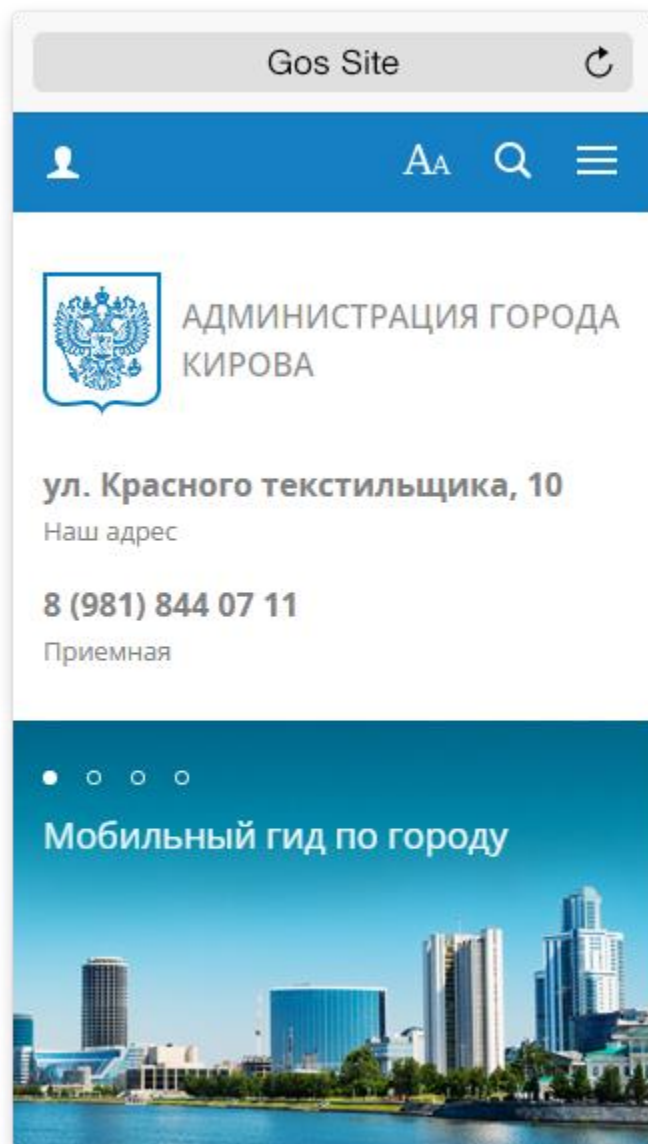 Gos Site
AA
АДМИНИСТРАЦИЯ ГОРОДА
КИРОВА
ул. Красного текстильщика, 10
Наш адрес
8 (981) 844 07 11
Приемная
Мобильный гид по городу